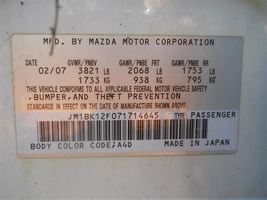 MFD. BY MAZDA MOTOR CORPORATION
GVWR/PNBV GAWR/PNBE FRT GAWR/PNBE RR
02/07 3821 LB 2068 LB 1753 LB
1733 KG 938 KG 795 KG
THIS VEHICLE CONFORMS TO ALL APPLICABLE
FEDERAL MOTOR VEHICLE SAFETY
,BUMPER,AND THEFT PREVENTION
STANDARDS IN EFFECT ON THE DATE OF MANUFACTURE
SHOWN ABOVE.
JM1BK12F071714645 TYPE:PASSENGER
BODY COLOR CODE/A4D MADE IN JAPAN